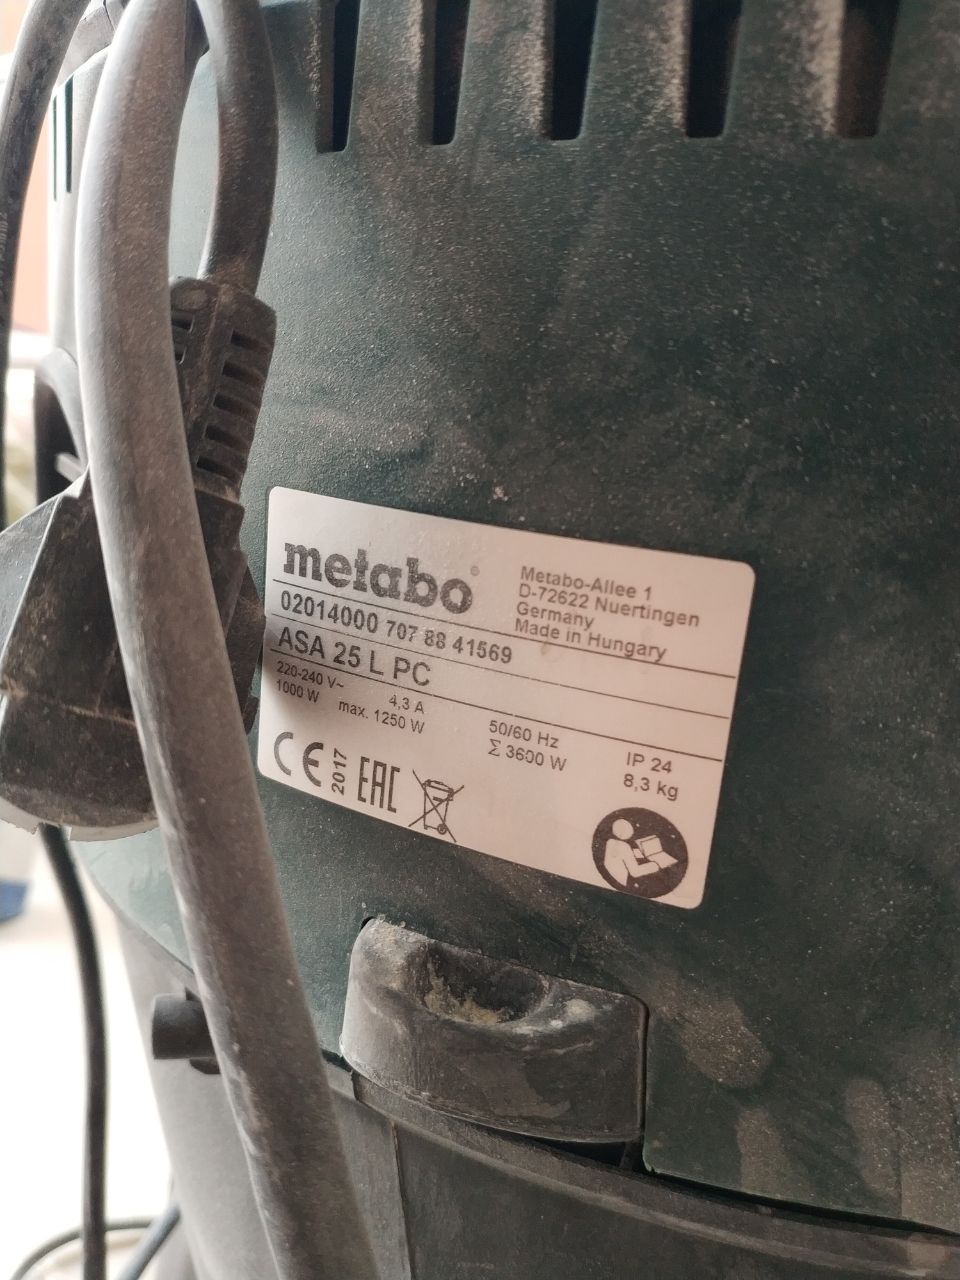 metabo
Metabo-Allee 1
D-72622 Nuertingen
Germany
Made in Hungary
02014000 707 88 41569
ASA 25 L PC
220-240 V~ 4,3 A 50/60 Hz IP 24
1000 W max. 1250 W Σ 3600 W 8,3 kg
CE 2017 EAC